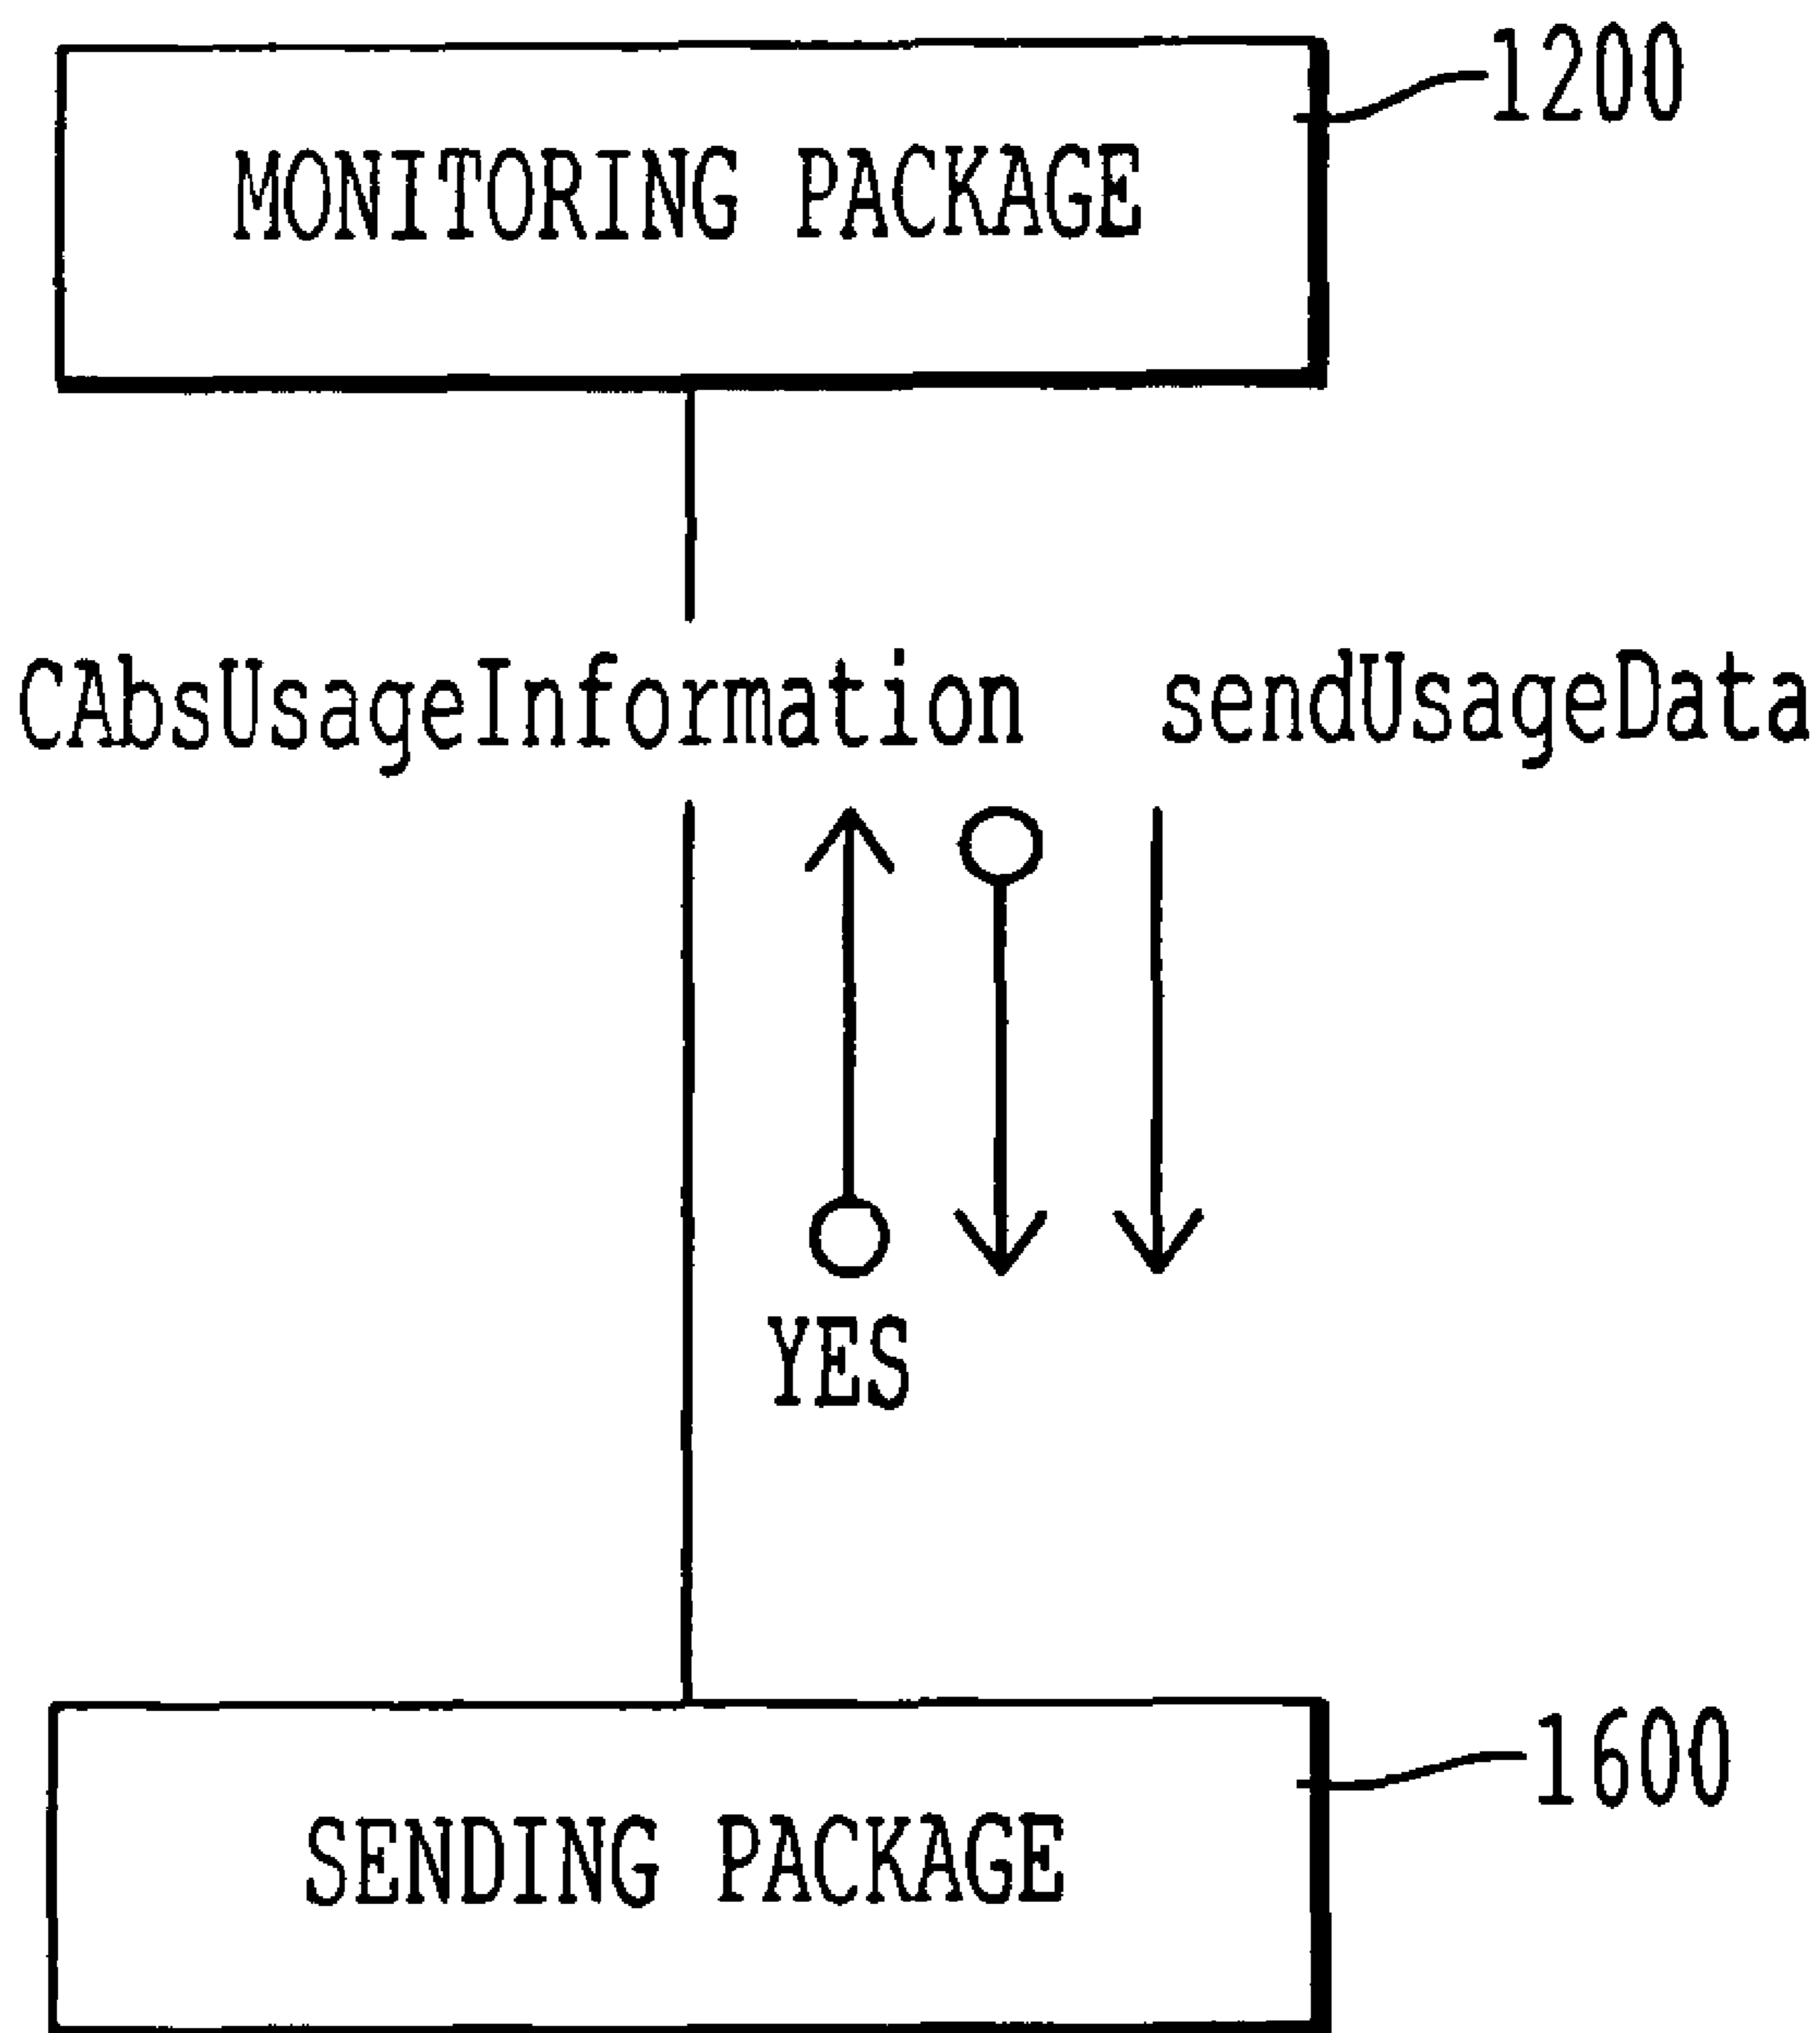 1200
MONITORING PACKAGE
CAbsUsageInformation sendUsageData
YES
1600
SENDING PACKAGE